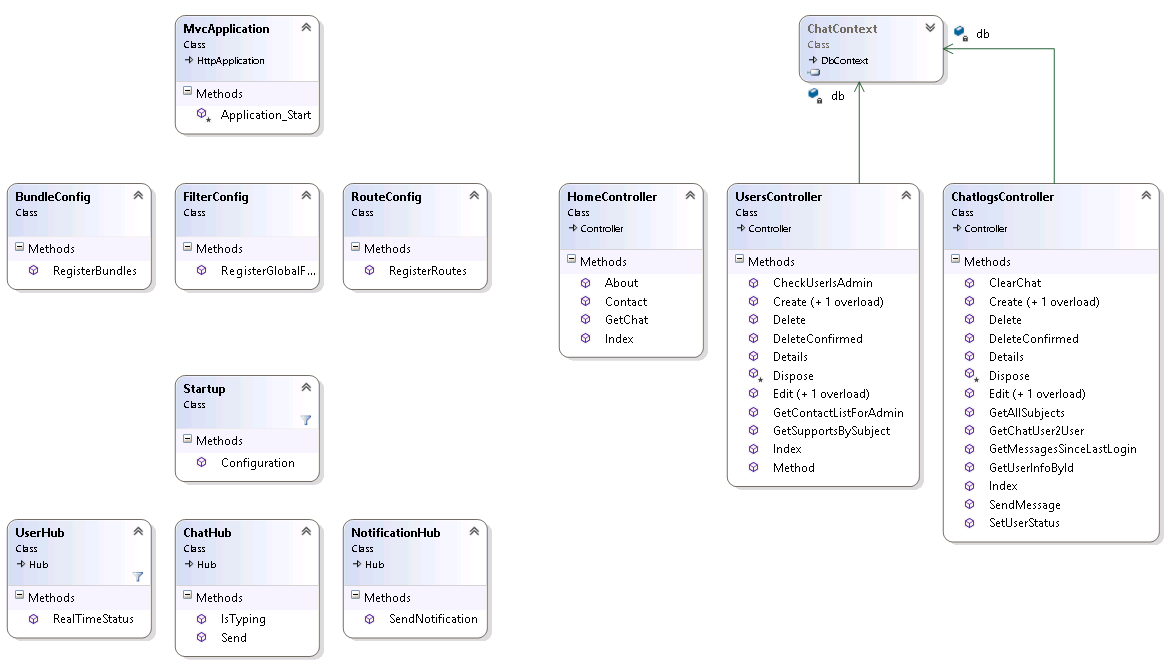 MvcApplication
Class
HttpApplication
Methods
Application_Start
ChatContext
Class
DbContext
db
db
BundleConfig
Class
Methods
RegisterBundles
FilterConfig
Class
Methods
RegisterGlobalF...
RouteConfig
Class
Methods
RegisterRoutes
HomeController
Class
Controller
Methods
About
Contact
GetChat
Index
UsersController
Class
Controller
Methods
CheckUserIsAdmin
Create (+ 1 overload)
Delete
DeleteConfirmed
Details
Dispose
Edit (+ 1 overload)
GetContactListForAdmin
GetSupportsBySubject
Index
Method
ChatlogsController
Class
Controller
Methods
ClearChat
Create (+ 1 overload)
Delete
DeleteConfirmed
Details
Dispose
Edit (+ 1 overload)
GetAllSubjects
GetChatUser2User
GetMessagesSinceLastLogin
GetUserInfoById
Index
SendMessage
SetUserStatus
Startup
Class
Methods
Configuration
UserHub
Class
Hub
Methods
RealTimeStatus
ChatHub
Class
Hub
Methods
IsTyping
Send
NotificationHub
Class
Hub
Methods
SendNotification